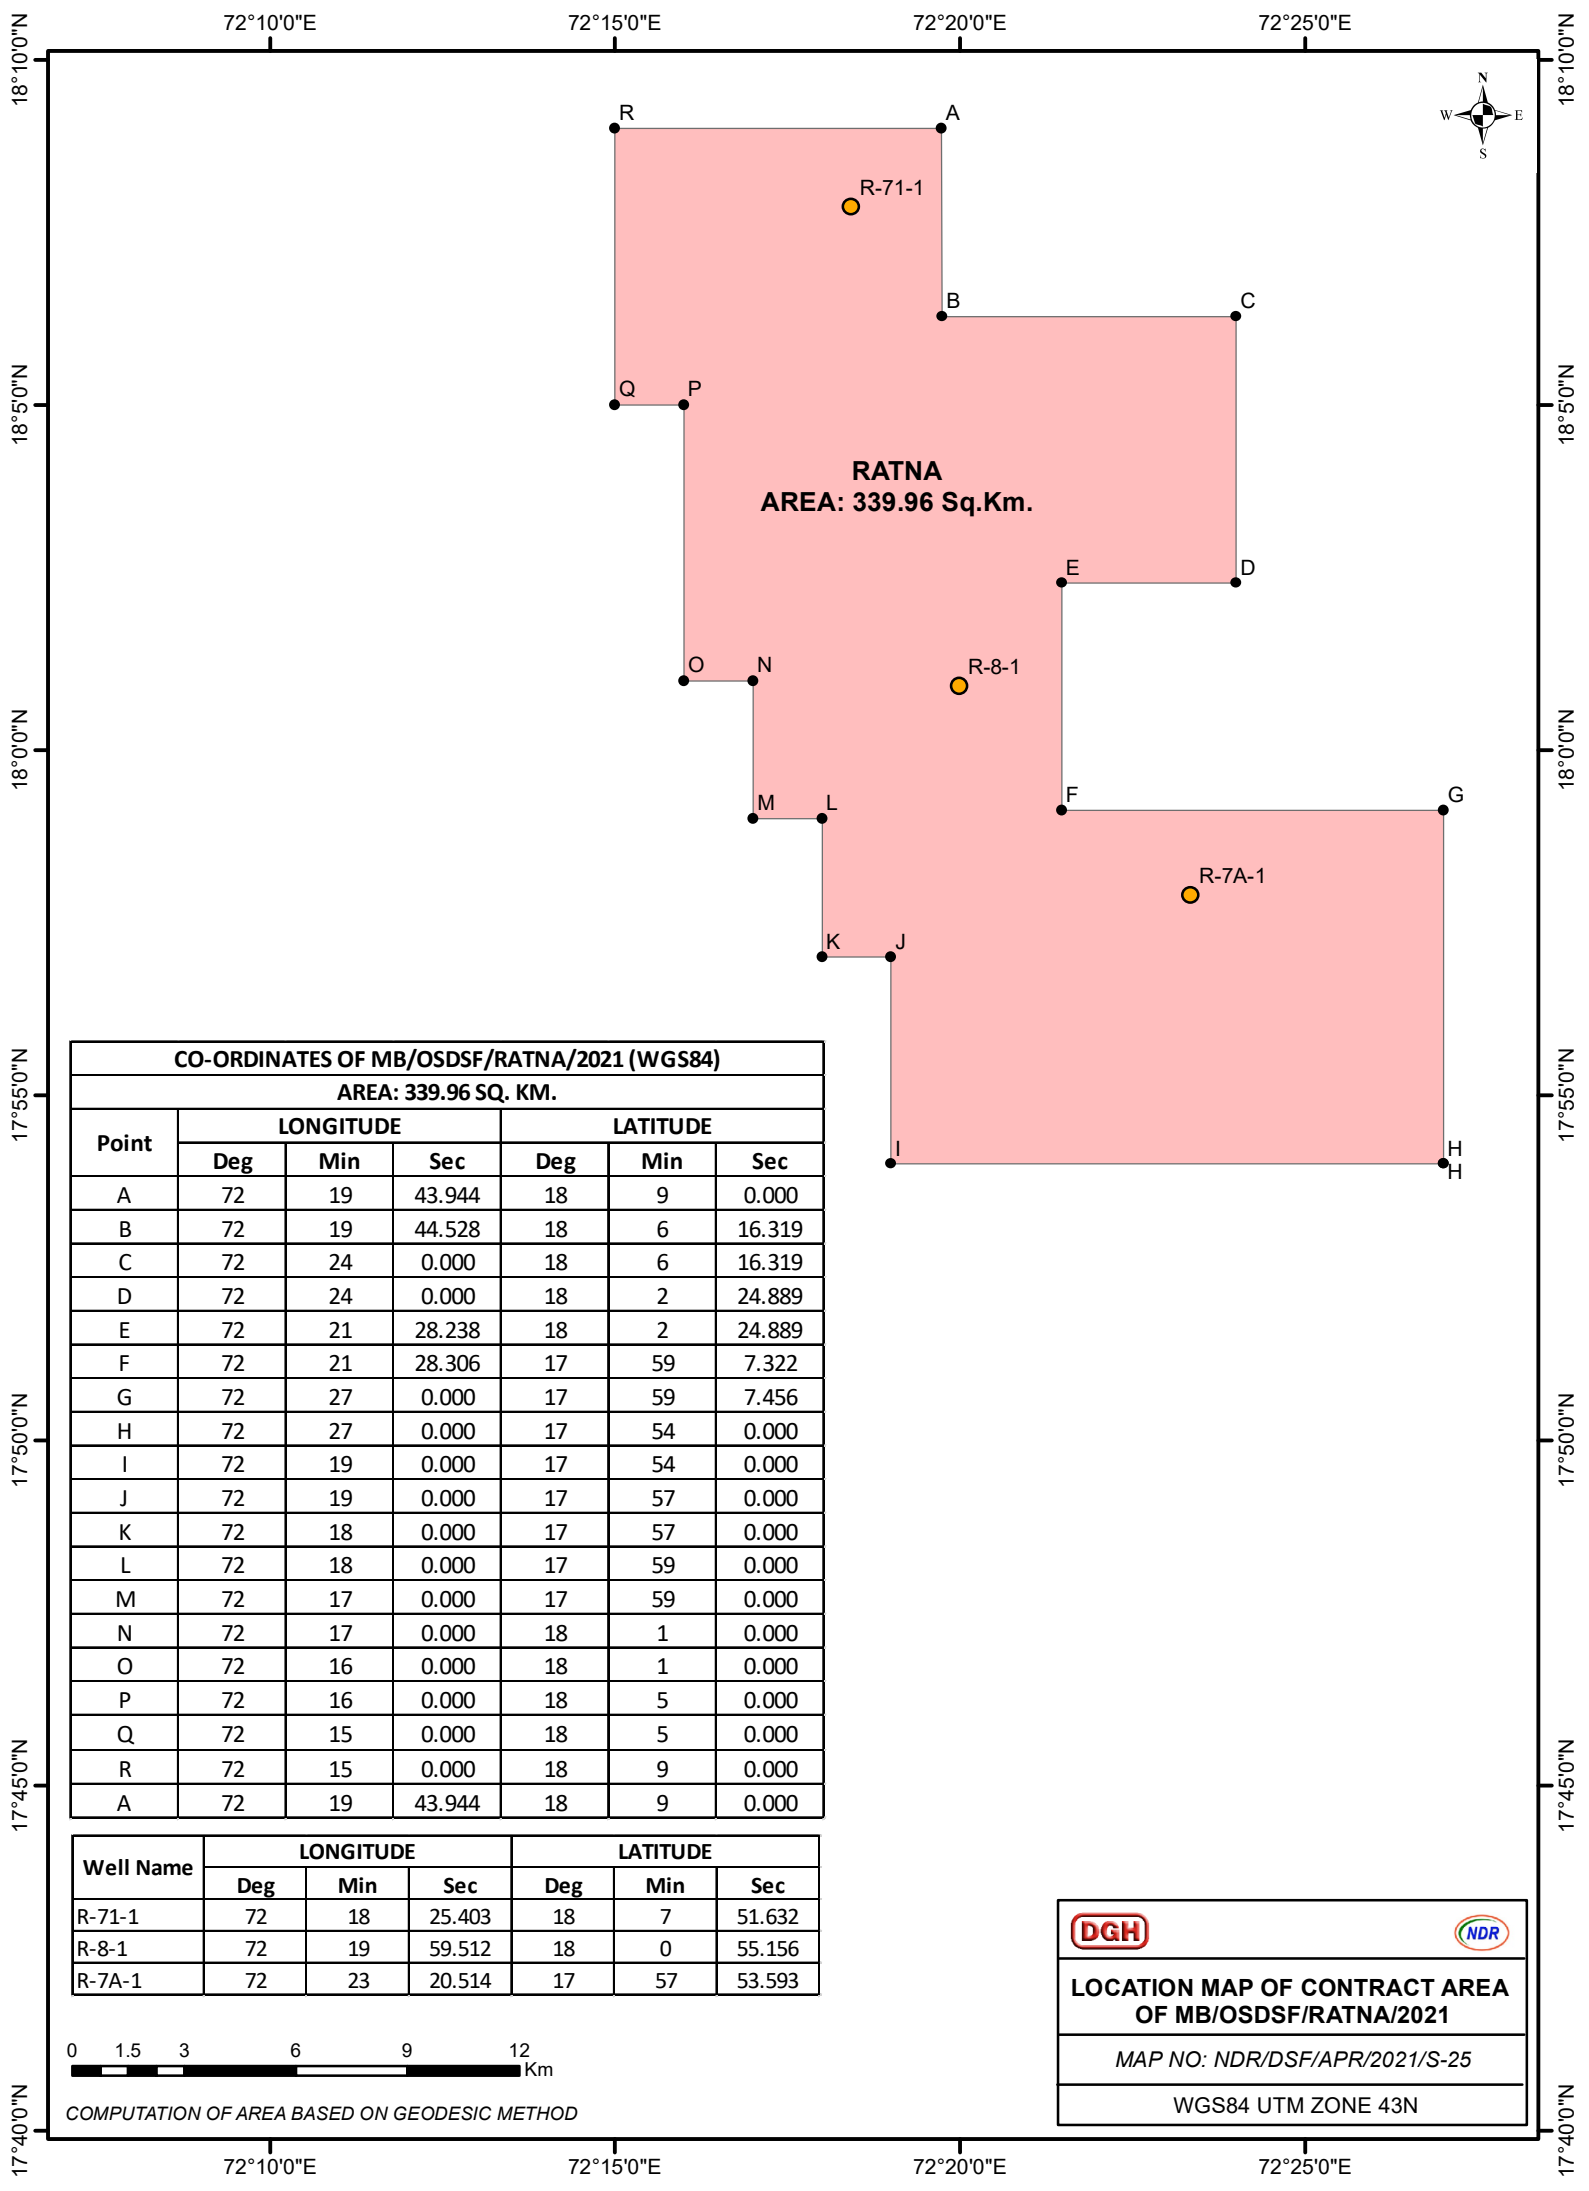 72°10'0"E 72°15'0"E 72°20'0"E 72°25'0"E
18°10'0"N 18°10'0"N
N
W E
S
R A
R-71-1
B C
Q P
18°5'0"N 18°5'0"N
RATNA
AREA: 339.96 Sq.Km.
E D
O N
R-8-1
18°0'0"N 18°0'0"N
M L F G
R-7A-1
K J
17°55'0"N 17°55'0"N
I H
H
CO-ORDINATES OF MB/OSDSF/RATNA/2021 (WGS84)
AREA: 339.96 SQ. KM.
Point LONGITUDE LATITUDE
Deg Min Sec Deg Min Sec
A 72 19 43.944 18 9 0.000
B 72 19 44.528 18 6 16.319
C 72 24 0.000 18 6 16.319
D 72 24 0.000 18 2 24.889
E 72 21 28.238 18 2 24.889
F 72 21 28.306 17 59 7.322
G 72 27 0.000 17 59 7.456
H 72 27 0.000 17 54 0.000
I 72 19 0.000 17 54 0.000
J 72 19 0.000 17 57 0.000
K 72 18 0.000 17 57 0.000
L 72 18 0.000 17 59 0.000
M 72 17 0.000 17 59 0.000
N 72 17 0.000 18 1 0.000
O 72 16 0.000 18 1 0.000
P 72 16 0.000 18 5 0.000
Q 72 15 0.000 18 5 0.000
R 72 15 0.000 18 9 0.000
A 72 19 43.944 18 9 0.000
17°50'0"N 17°50'0"N
17°45'0"N 17°45'0"N
Well Name LONGITUDE LATITUDE
Deg Min Sec Deg Min Sec
R-71-1 72 18 25.403 18 7 51.632
R-8-1 72 19 59.512 18 0 55.156
R-7A-1 72 23 20.514 17 57 53.593
0 1.5 3 6 9 12
Km
COMPUTATION OF AREA BASED ON GEODESIC METHOD
DGH NDR
LOCATION MAP OF CONTRACT AREA
OF MB/OSDSF/RATNA/2021
MAP NO: NDR/DSF/APR/2021/S-25
WGS84 UTM ZONE 43N
17°40'0"N 17°40'0"N
72°10'0"E 72°15'0"E 72°20'0"E 72°25'0"E